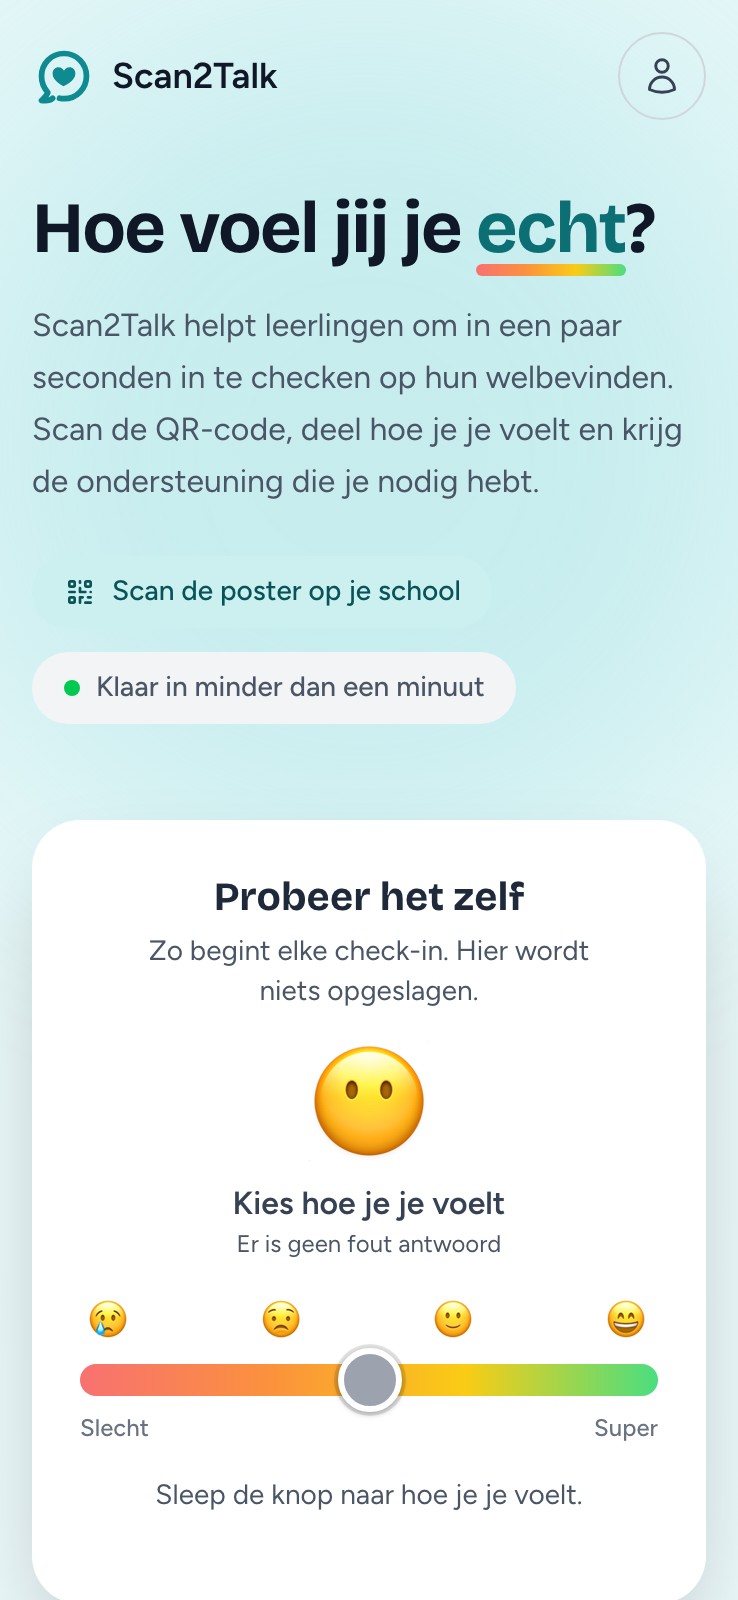 Scan2Talk
Hoe voel jij je echt?
Scan2Talk helpt leerlingen om in een paar
seconden in te checken op hun welbevinden.
Scan de QR-code, deel hoe je je voelt en krijg
de ondersteuning die je nodig hebt.
Scan de poster op je school
Klaar in minder dan een minuut
Probeer het zelf
Zo begint elke check-in. Hier wordt
niets opgeslagen.
Kies hoe je je voelt
Er is geen fout antwoord
Slecht Super
Sleep de knop naar hoe je je voelt.